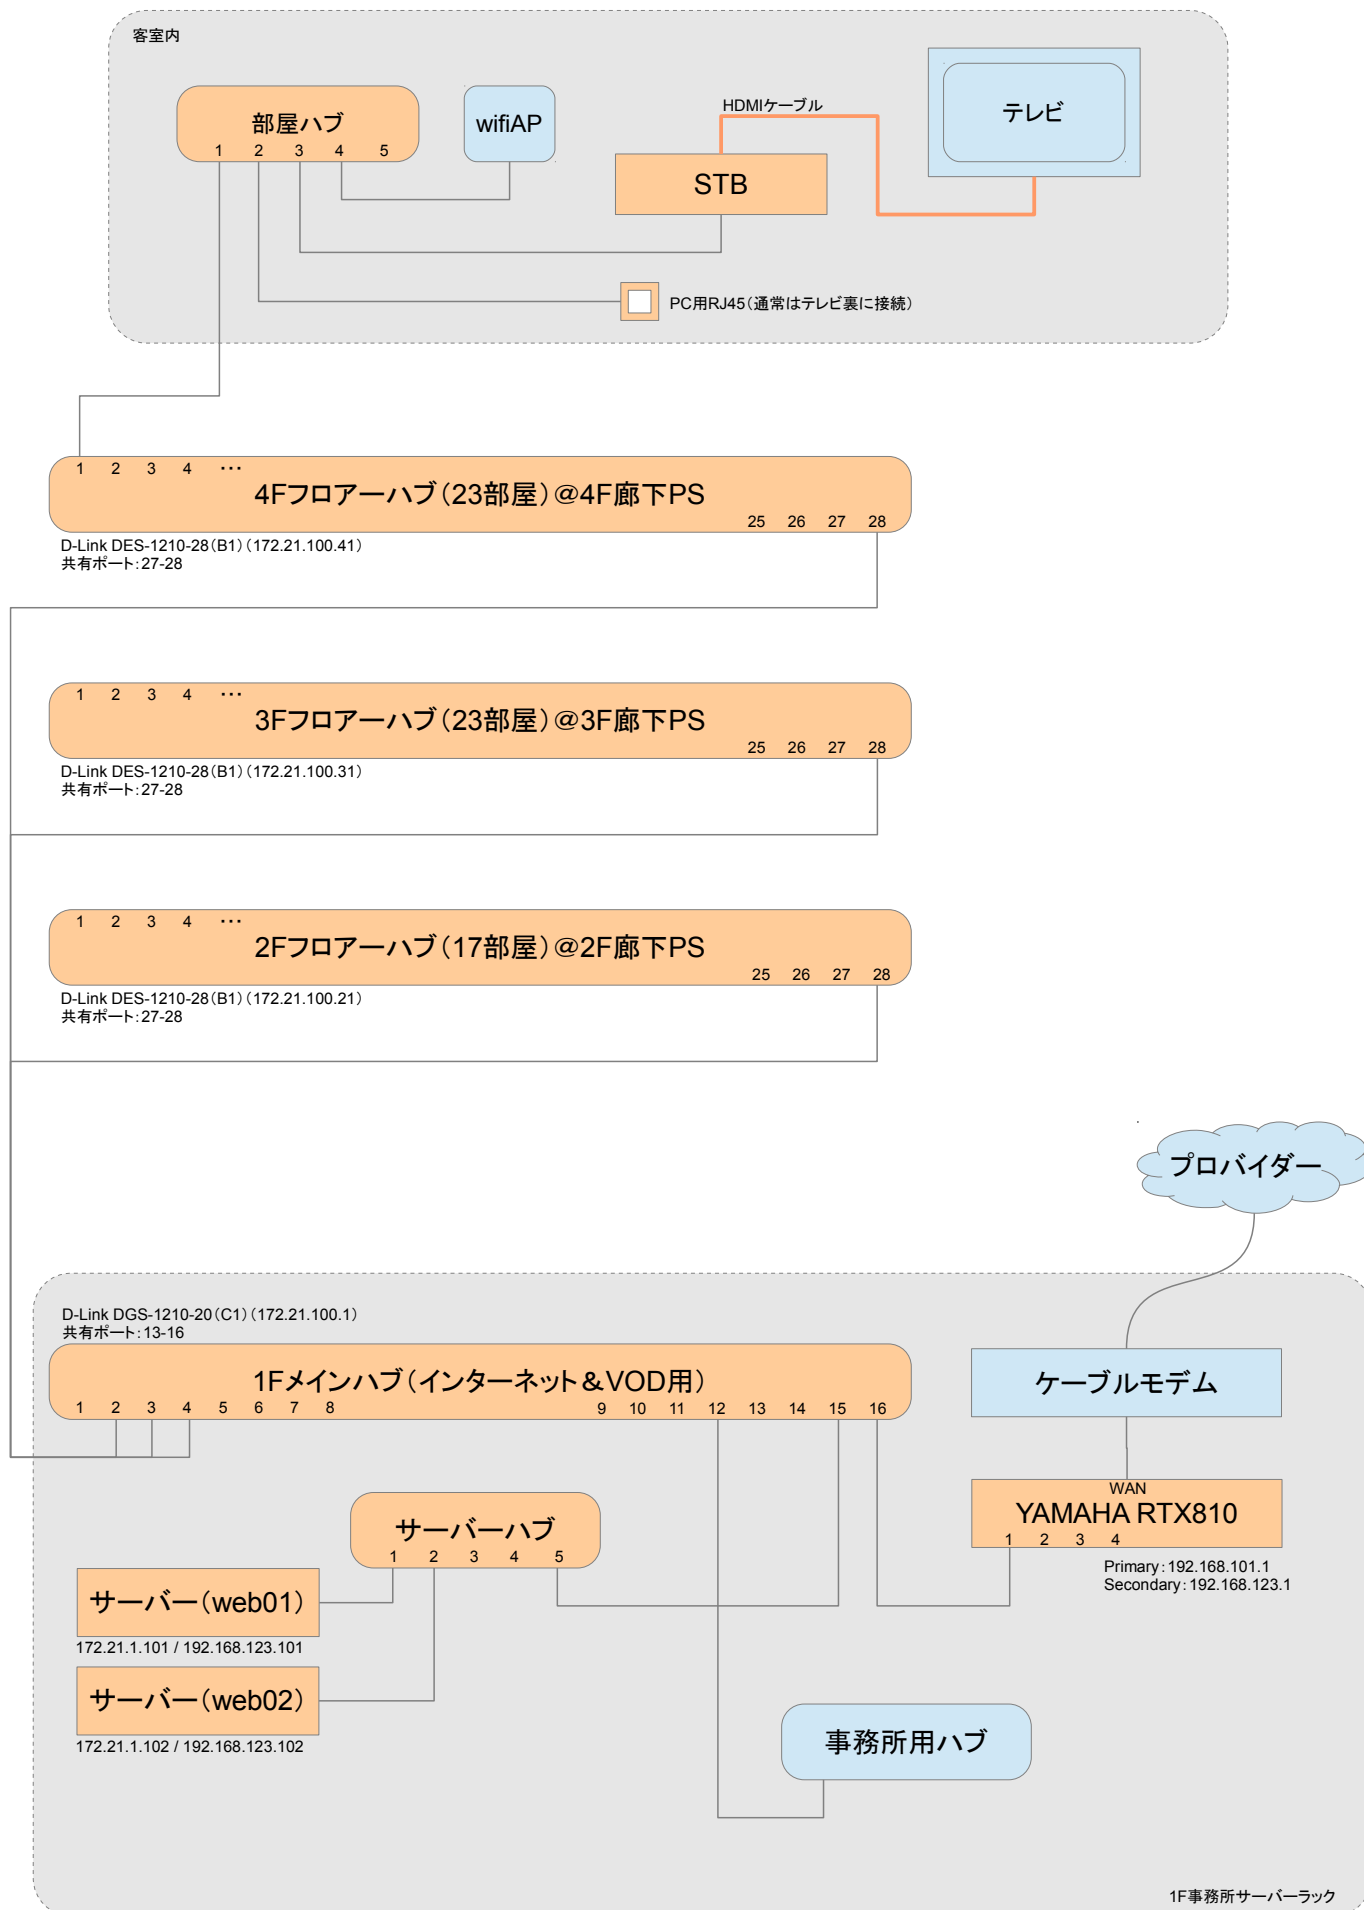 客室内
部屋ハブ
1 2 3 4 5
wifiAP
HDMIケーブル
STB
テレビ
PC用RJ45(通常はテレビ裏に接続)
1 2 3 4 …
4Fフロアーハブ(23部屋)@4F廊下PS
25 26 27 28
D-Link DES-1210-28(B1)(172.21.100.41)
共有ポート:27-28
1 2 3 4 …
3Fフロアーハブ(23部屋)@3F廊下PS
25 26 27 28
D-Link DES-1210-28(B1)(172.21.100.31)
共有ポート:27-28
1 2 3 4 …
2Fフロアーハブ(17部屋)@2F廊下PS
25 26 27 28
D-Link DES-1210-28(B1)(172.21.100.21)
共有ポート:27-28
プロバイダー
D-Link DGS-1210-20(C1)(172.21.100.1)
共有ポート:13-16
1Fメインハブ(インターネット&VOD用)
1 2 3 4 5 6 7 8 9 10 11 12 13 14 15 16
ケーブルモデム
WAN
YAMAHA RTX810
1 2 3 4
Primary:192.168.101.1
Secondary:192.168.123.1
サーバーハブ
1 2 3 4 5
サーバー(web01)
172.21.1.101 / 192.168.123.101
サーバー(web02)
172.21.1.102 / 192.168.123.102
事務所用ハブ
1F事務所サーバーラック